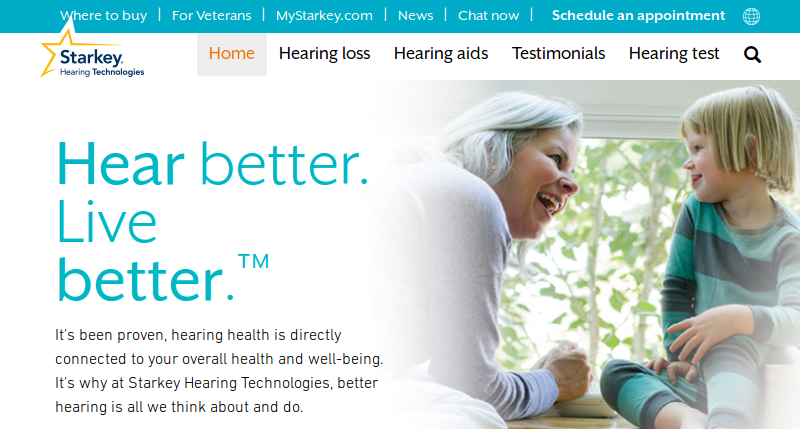 Where to buy | For Veterans | MyStarkey.com | News | Chat now | Schedule an appointment
Starkey.
Hearing Technologies
Home Hearing loss Hearing aids Testimonials Hearing test
Hear better.
Live
better.™
It's been proven, hearing health is directly
connected to your overall health and well-being.
It's why at Starkey Hearing Technologies, better
hearing is all we think about and do.